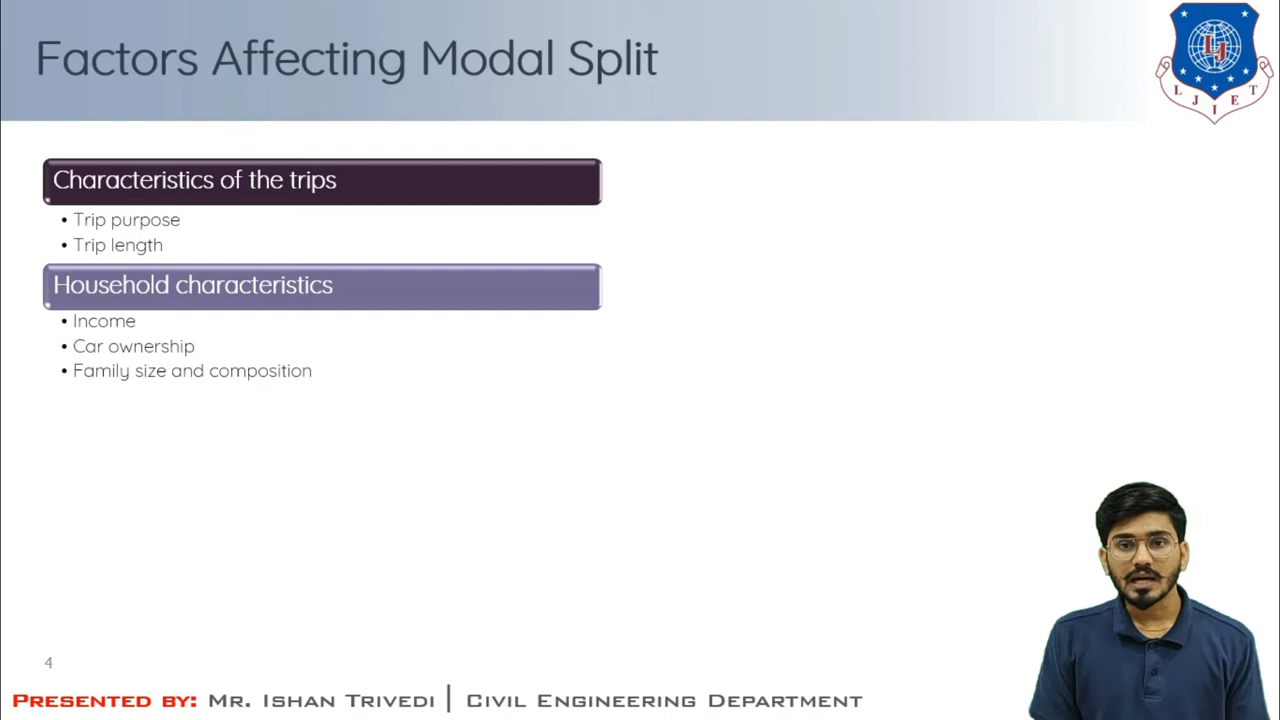 Factors Affecting Modal Split
LJ
L J I E T
Characteristics of the trips
• Trip purpose
• Trip length
Household characteristics
• Income
• Car ownership
• Family size and composition
4
Presented by: Mr. Ishan Trivedi | Civil Engineering Department